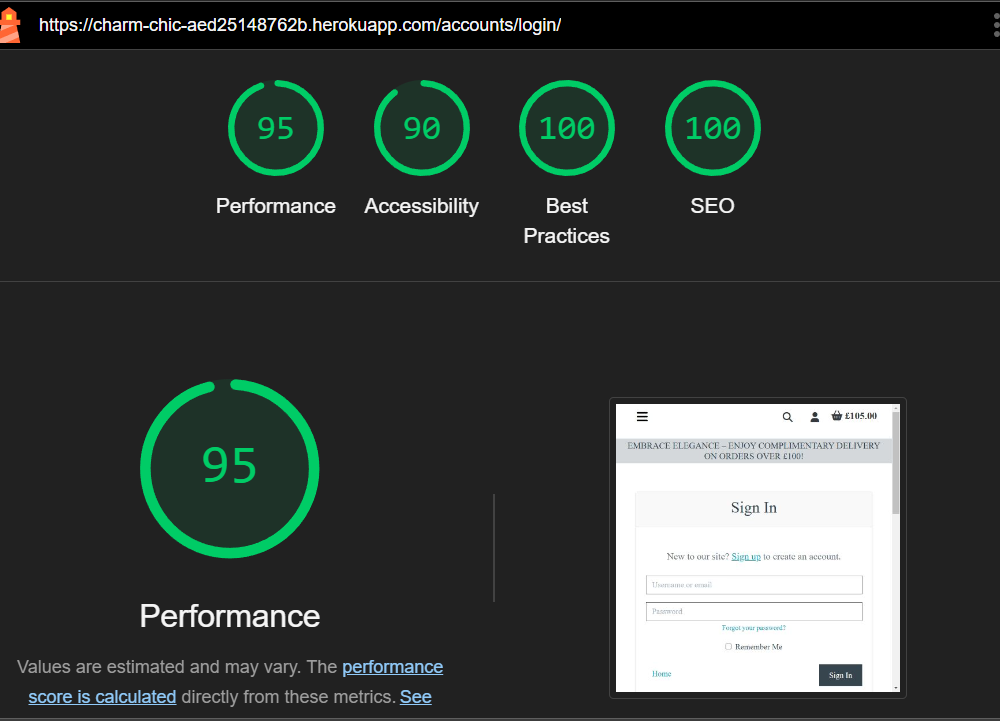 https://charm-chic-aed25148762b.herokuapp.com/accounts/login/
95
90
100
100
Performance
Accessibility
Best
Practices
SEO
95
Performance
Values are estimated and may vary. The performance
score is calculated directly from these metrics. See
£105.00
EMBRACE ELEGANCE – ENJOY COMPLIMENTARY DELIVERY
ON ORDERS OVER £100!
Sign In
New to our site? Sign up to create an account.
Username or email
Password
Forgot your password?
Remember Me
Home
Sign In